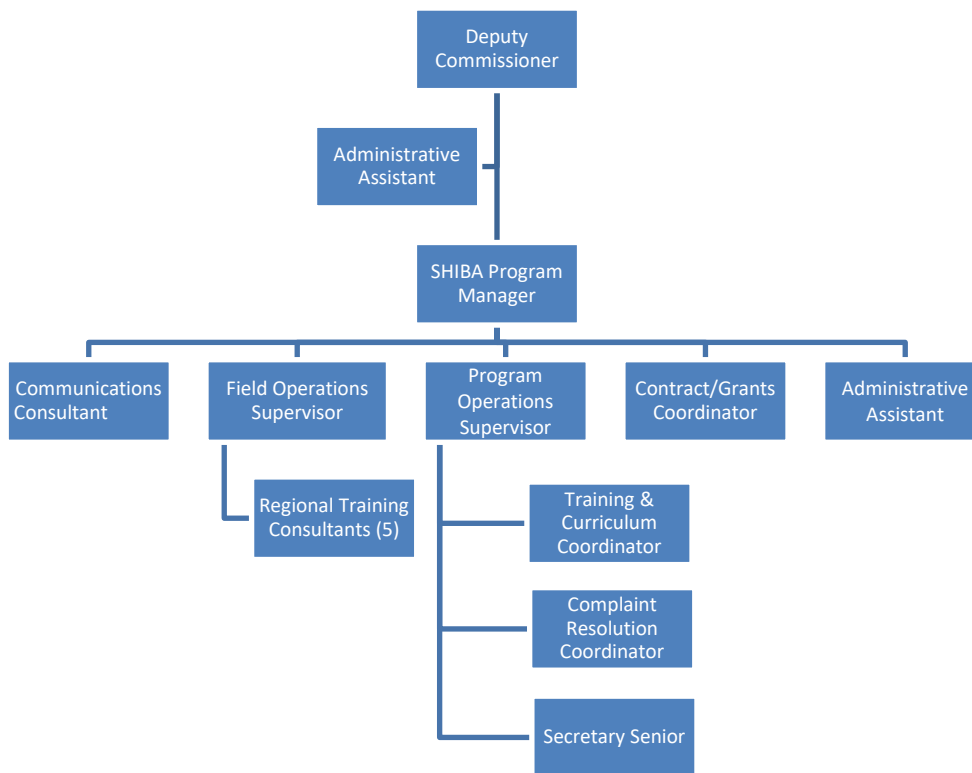 Deputy
Commissioner
Administrative
Assistant
SHIBA Program
Manager
Communications
Consultant
Field Operations
Supervisor
Program
Operations
Supervisor
Contract/Grants
Coordinator
Administrative
Assistant
Regional Training
Consultants (5)
Training &
Curriculum
Coordinator
Complaint
Resolution
Coordinator
Secretary Senior